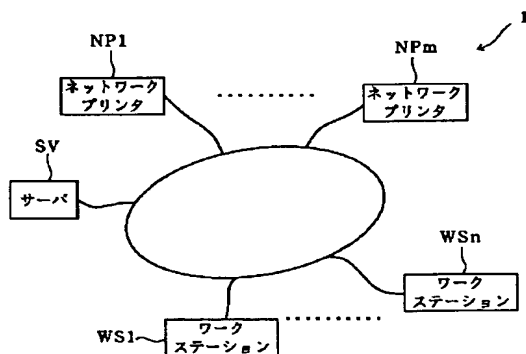 1
NP1
ネットワーク
プリンタ
NPm
ネットワーク
プリンタ
SV
サーバ
WSn
ワーク
ステーション
WS1
ワーク
ステーション